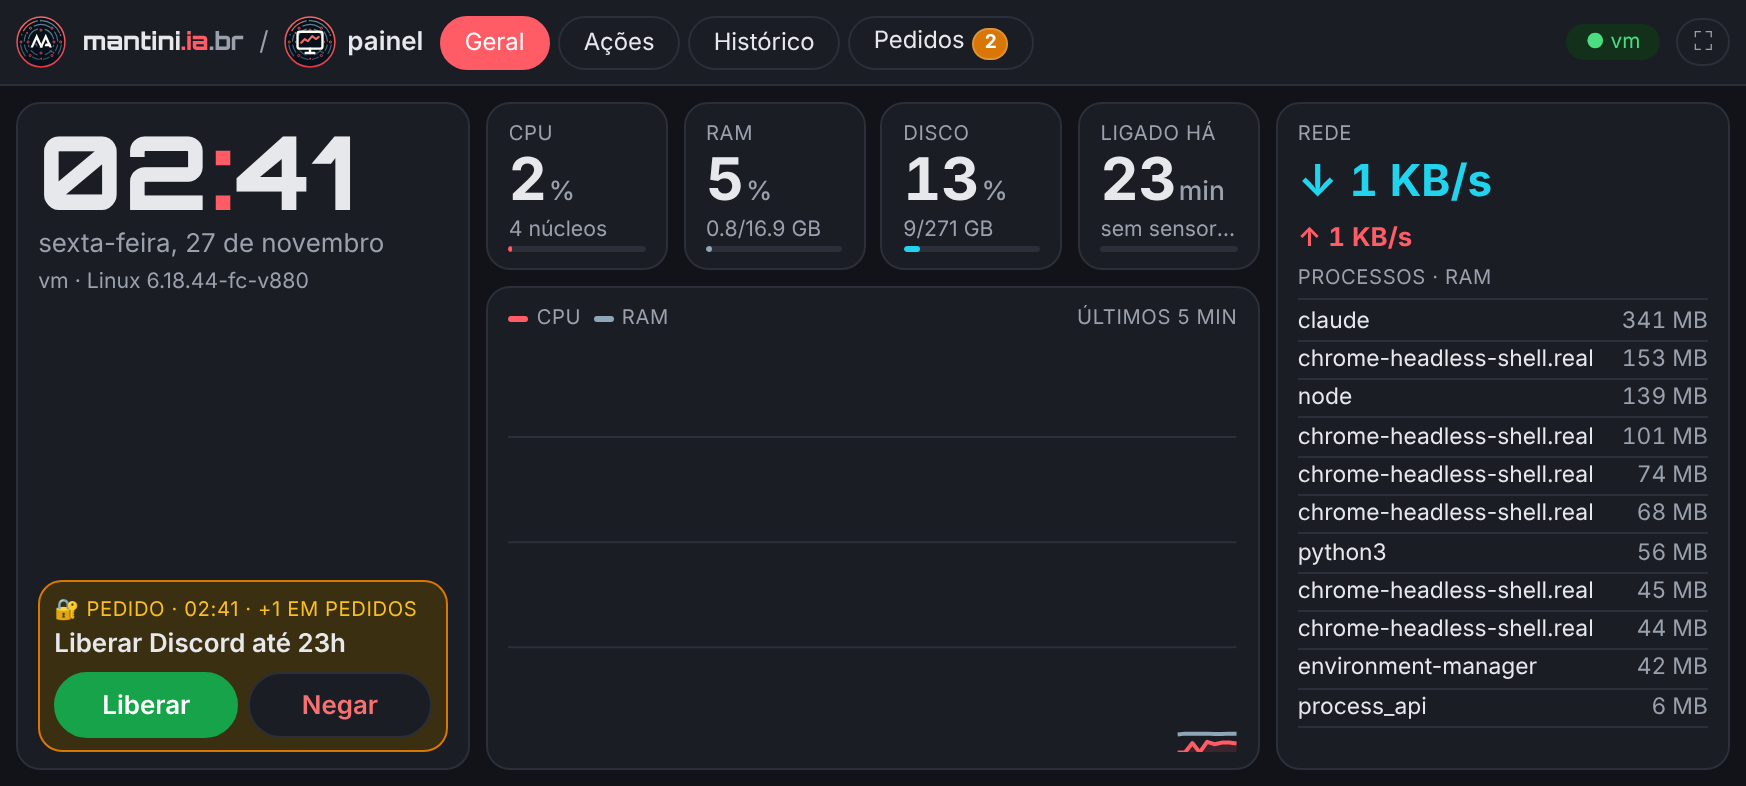 mantini.ia.br / painel Geral Ações Histórico Pedidos 2 vm
02:41
sexta-feira, 27 de novembro
vm · Linux 6.18.44-fc-v880
PEDIDO · 02:41 · +1 EM PEDIDOS
Liberar Discord até 23h
Liberar Negar
CPU
2 %
4 núcleos
RAM
5 %
0.8/16.9 GB
DISCO
13 %
9/271 GB
LIGADO HÁ
23 min
sem sensor...
CPU RAM ÚLTIMOS 5 MIN
REDE
↓ 1 KB/s
↑ 1 KB/s
PROCESSOS · RAM
claude 341 MB
chrome-headless-shell.real 153 MB
node 139 MB
chrome-headless-shell.real 101 MB
chrome-headless-shell.real 74 MB
chrome-headless-shell.real 68 MB
python3 56 MB
chrome-headless-shell.real 45 MB
chrome-headless-shell.real 44 MB
environment-manager 42 MB
process_api 6 MB